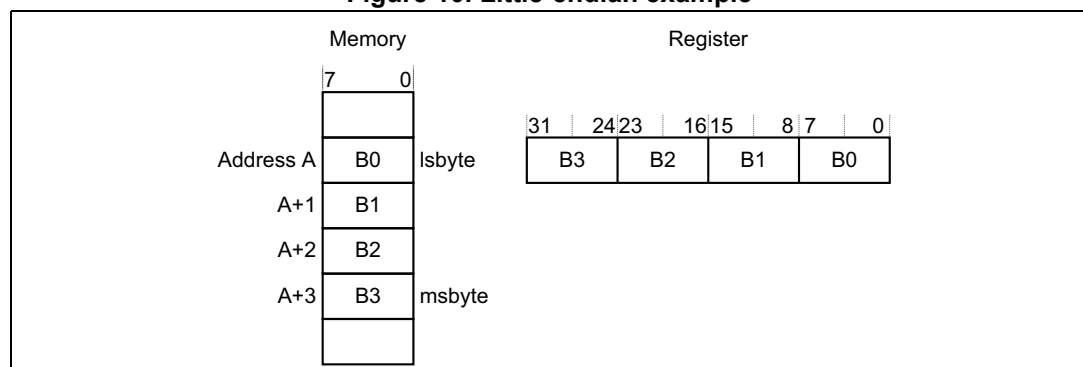 Figure 10. Little-endian example
Memory Register
7 0
31 24 23 16 15 8 7 0
Address A B0 lsbyte B3 B2 B1 B0
A+1 B1
A+2 B2
A+3 B3 msbyte